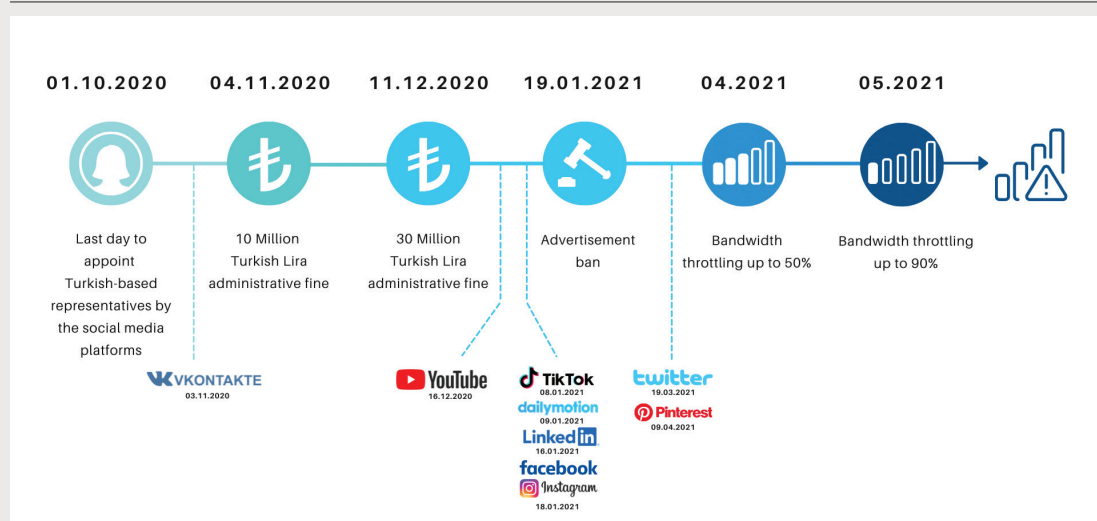 01.10.2020
04.11.2020
11.12.2020
19.01.2021
04.2021
05.2021
Last day to
appoint
Turkish-based
representatives by
the social media
platforms
10 Million
Turkish Lira
administrative fine
30 Million
Turkish Lira
administrative fine
Advertisement
ban
Bandwidth
throttling up to 50%
Bandwidth throttling
up to 90%
VKONTAKTE
03.11.2020
YouTube
16.12.2020
TikTok
08.01.2021
dailymotion
09.01.2021
Linked in
16.01.2021
facebook
Instagram
18.01.2021
twitter
19.03.2021
Pinterest
09.04.2021